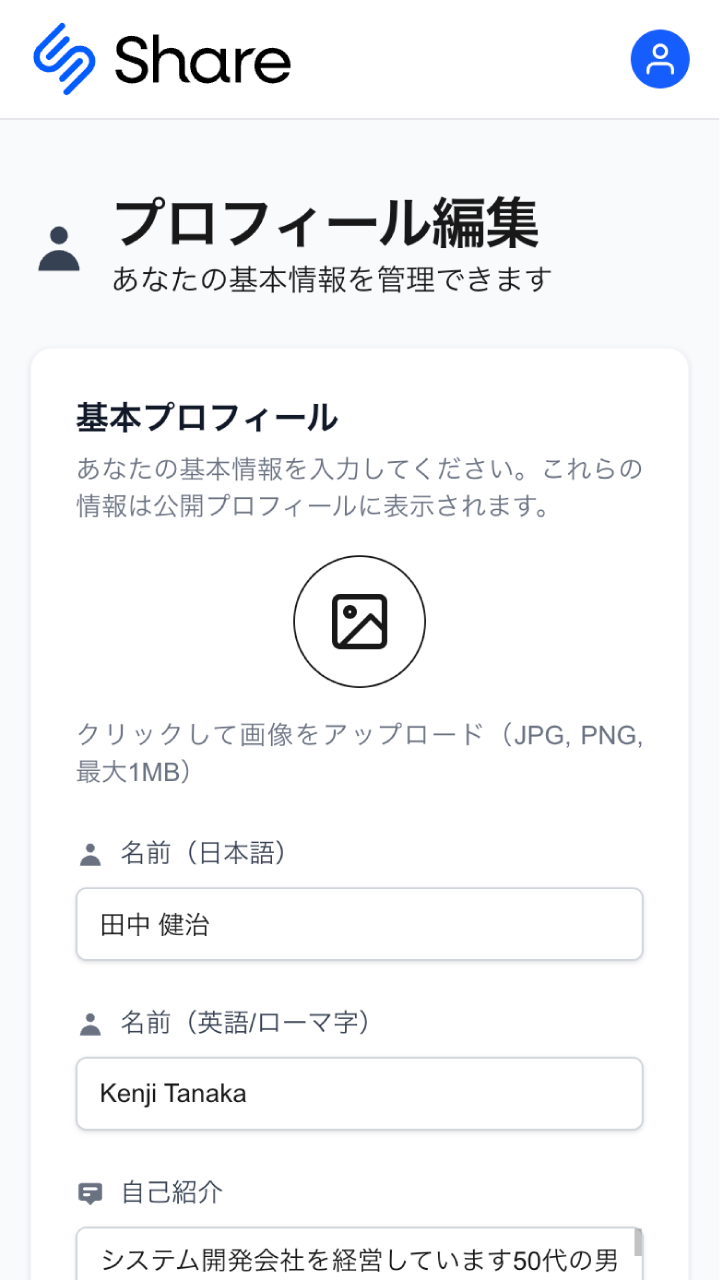 Share
プロフィール編集
あなたの基本情報を管理できます
基本プロフィール
あなたの基本情報を入力してください。これらの
情報は公開プロフィールに表示されます。
クリックして画像をアップロード（JPG, PNG,
最大1MB）
名前（日本語）
田中 健治
名前（英語/ローマ字）
Kenji Tanaka
自己紹介
システム開発会社を経営しています50代の男